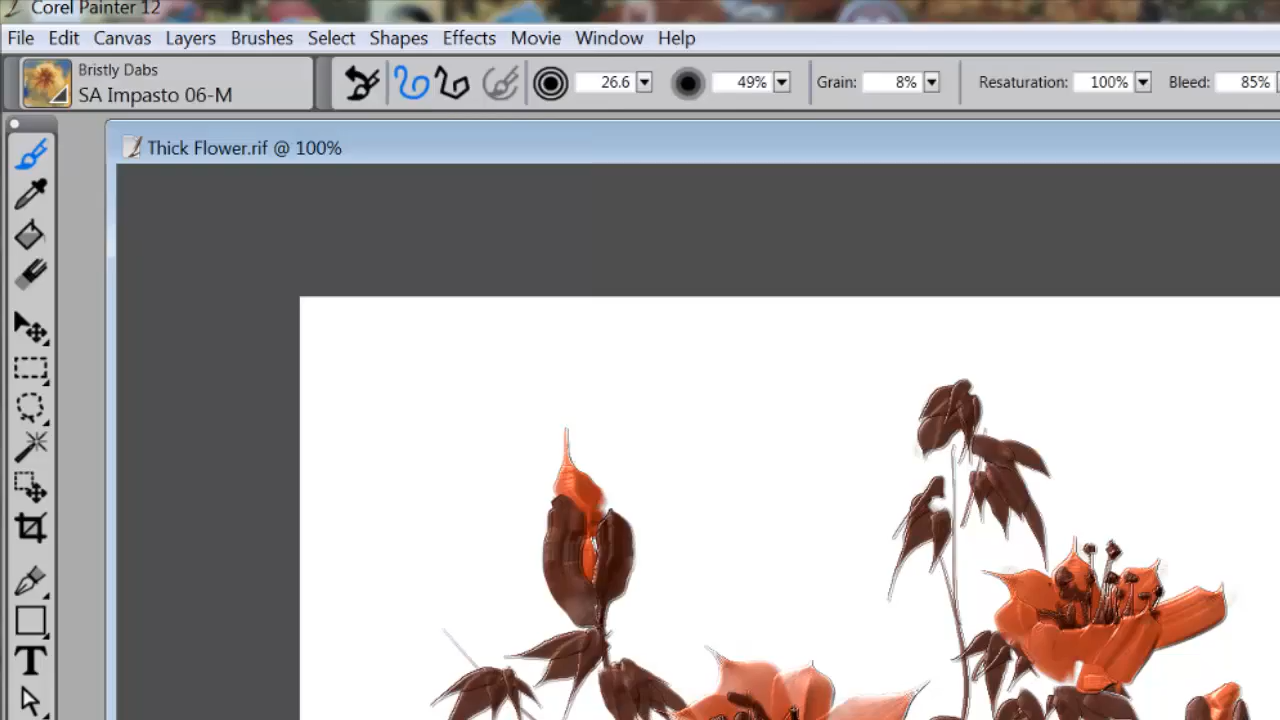 Corel Painter 12
File Edit Canvas Layers Brushes Select Shapes Effects Movie Window Help
Bristly Dabs
SA Impasto 06-M
26.6 49% Grain: 8% Resaturation: 100% Bleed: 85%
Thick Flower.rif @ 100%
T